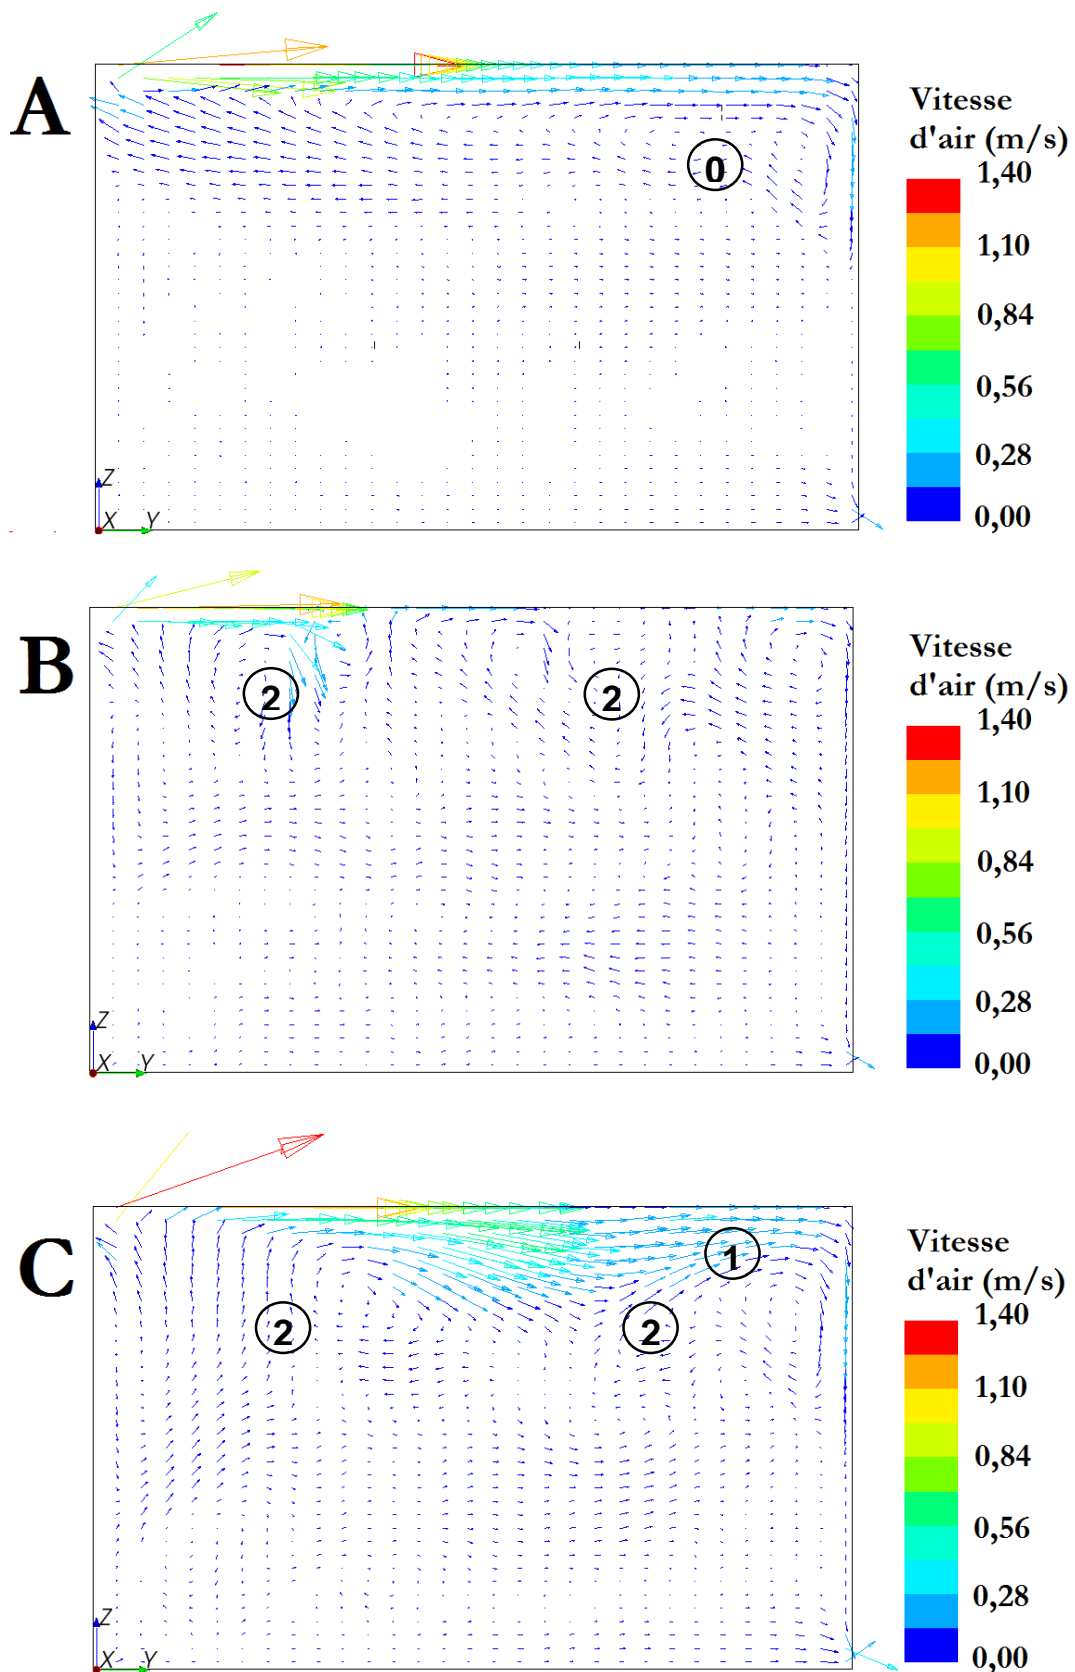 A
Vitesse
d'air (m/s)
1,40
1,10
0,84
0,56
0,28
0,00
0
Z
X
Y
B
Vitesse
d'air (m/s)
1,40
1,10
0,84
0,56
0,28
0,00
2
2
Z
X
Y
C
Vitesse
d'air (m/s)
1,40
1,10
0,84
0,56
0,28
0,00
1
2
2
Z
X
Y